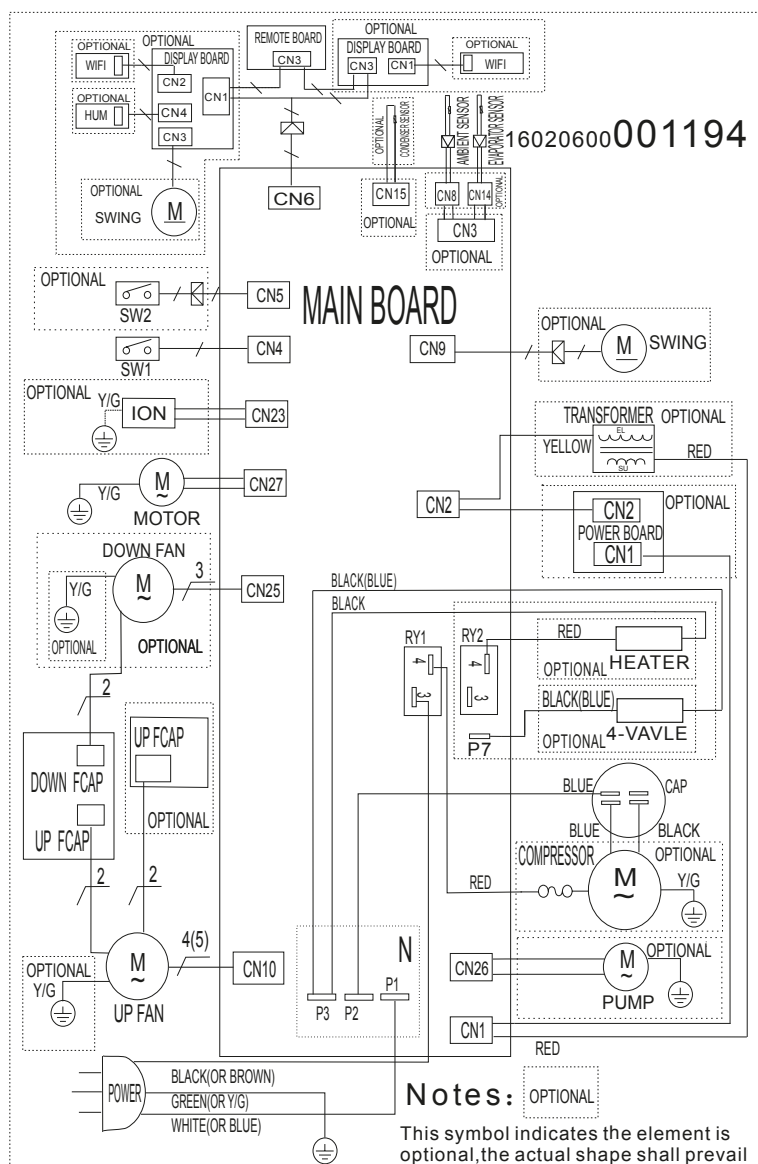 OPTIONAL
WIFI
OPTIONAL
DISPLAY BOARD
CN2
CN1
OPTIONAL
HUM
CN4
CN3
OPTIONAL
SWING
M
REMOTE BOARD
CN3
OPTIONAL
DISPLAY BOARD
CN3
CN1
OPTIONAL
WIFI
CN6
OPTIONAL
CONDENSER SENSOR
CN15
OPTIONAL
AMBIENT SENSOR
EVAPORATOR SENSOR
CN8
CN14
OPTIONAL
CN3
OPTIONAL
16020600001194
MAIN BOARD
OPTIONAL
SW2
CN5
SW1
CN4
OPTIONAL
Y/G
ION
CN23
Y/G
M
~
MOTOR
CN27
DOWN FAN
Y/G
M
~
3
CN25
OPTIONAL
OPTIONAL
2
DOWN FCAP
UP FCAP
UP FCAP
OPTIONAL
2
2
OPTIONAL
Y/G
M
~
4(5)
CN10
UP FAN
CN9
OPTIONAL
M
SWING
TRANSFORMER
OPTIONAL
EL
YELLOW
SU
RED
CN2
CN2
OPTIONAL
POWER BOARD
CN1
BLACK(BLUE)
BLACK
RY1
4
3
RY2
4
3
RED
OPTIONAL
HEATER
BLACK(BLUE)
P7
OPTIONAL
4-VAVLE
BLUE
CAP
BLUE
BLACK
COMPRESSOR
OPTIONAL
RED
M
~
Y/G
N
P3
P2
P1
CN26
M
~
OPTIONAL
PUMP
CN1
RED
POWER
BLACK(OR BROWN)
GREEN(OR Y/G)
WHITE(OR BLUE)
Notes:
OPTIONAL
This symbol indicates the element is
optional,the actual shape shall prevail